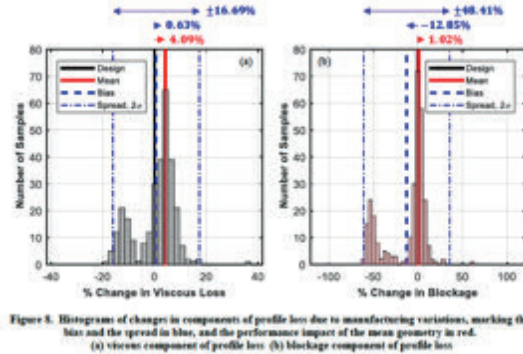 ±16.69%
0.63%
4.09%
±48.41%
-12.85%
1.02%
(a)
Design
Mean
Bias
Spread, 2σ
(b)
Design
Mean
Bias
Spread, 2σ
Number of Samples
80
70
60
50
40
30
20
10
0
-40
-20
0
20
40
% Change in Viscous Loss
Number of Samples
80
70
60
50
40
30
20
10
0
-100
-50
0
50
100
% Change in Blockage
Figure 8. Histograms of changes in components of profile loss due to manufacturing variations, marking the
bias and the spread in blue, and the performance impact of the mean geometry in red.
(a) viscous component of profile loss (b) blockage component of profile loss